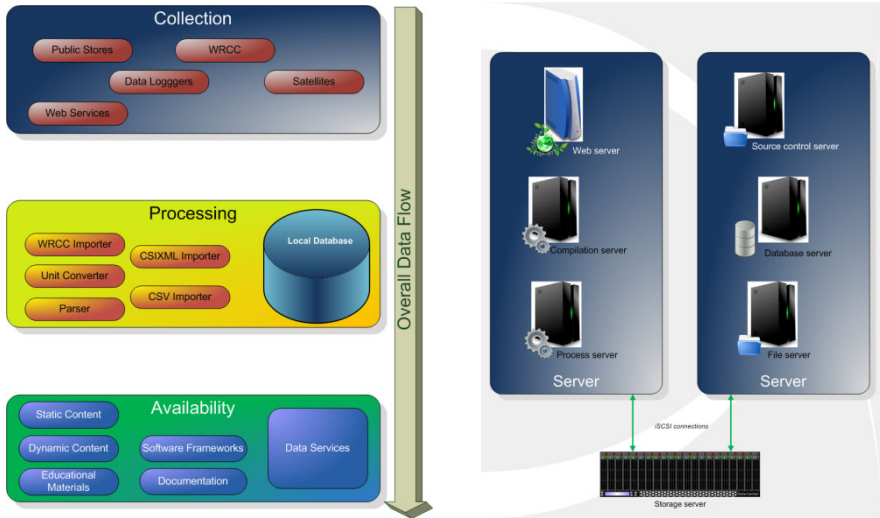 Collection
Public Stores
WRCC
Data Logggers
Satellites
Web Services
Processing
WRCC Importer
CSIXML Importer
Unit Converter
CSV Importer
Parser
Local Database
Availability
Static Content
Dynamic Content
Software Frameworks
Educational
Materials
Documentation
Data Services
Overall Data Flow
Web server
Compilation server
Process server
Server
Source control server
Database server
File server
Server
iSCSI connections
Storage server